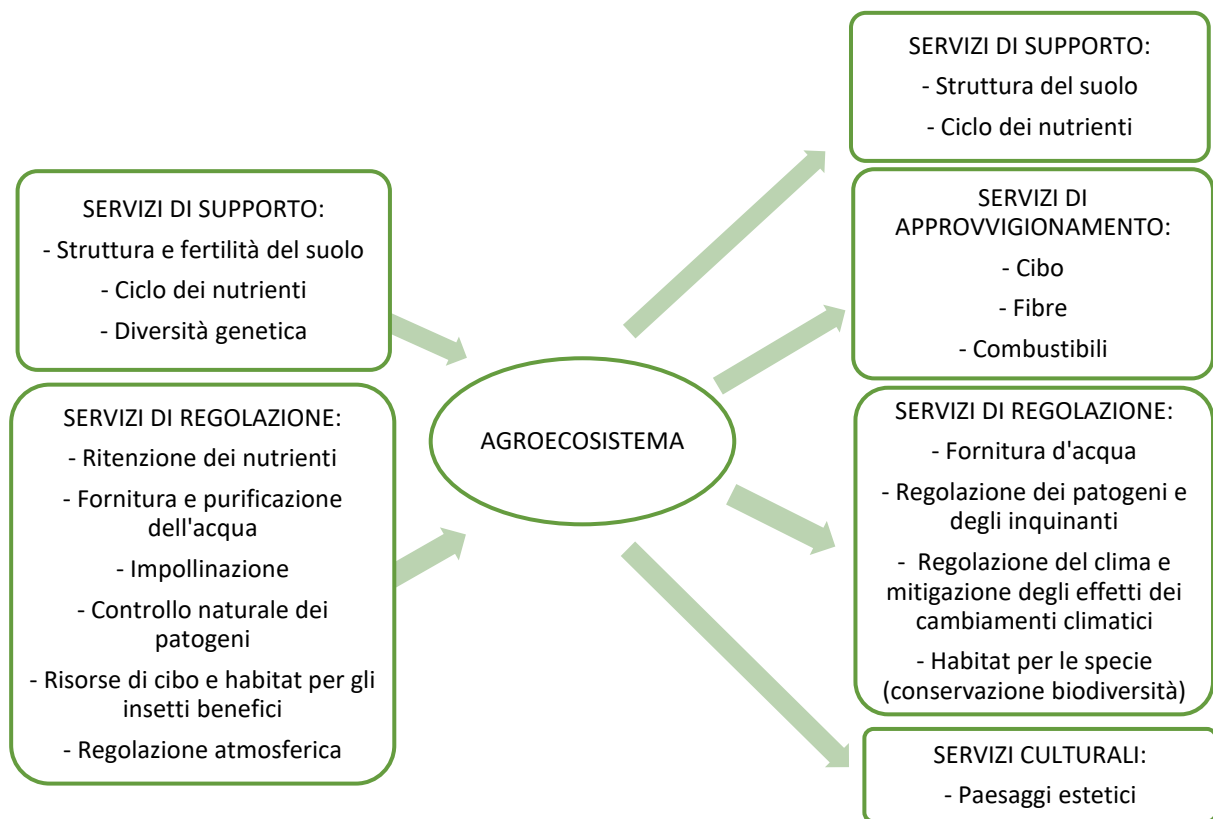 SERVIZI DI SUPPORTO:
- Struttura e fertilità del suolo
- Ciclo dei nutrienti
- Diversità genetica
SERVIZI DI REGOLAZIONE:
- Ritenzione dei nutrienti
- Fornitura e purificazione
dell'acqua
- Impollinazione
- Controllo naturale dei
patogeni
- Risorse di cibo e habitat per gli
insetti benefici
- Regolazione atmosferica
AGROECOSISTEMA
SERVIZI DI SUPPORTO:
- Struttura del suolo
- Ciclo dei nutrienti
SERVIZI DI
APPROVVIGIONAMENTO:
- Cibo
- Fibre
- Combustibili
SERVIZI DI REGOLAZIONE:
- Fornitura d'acqua
- Regolazione dei patogeni e
degli inquinanti
- Regolazione del clima e
mitigazione degli effetti dei
cambiamenti climatici
- Habitat per le specie
(conservazione biodiversità)
SERVIZI CULTURALI:
- Paesaggi estetici